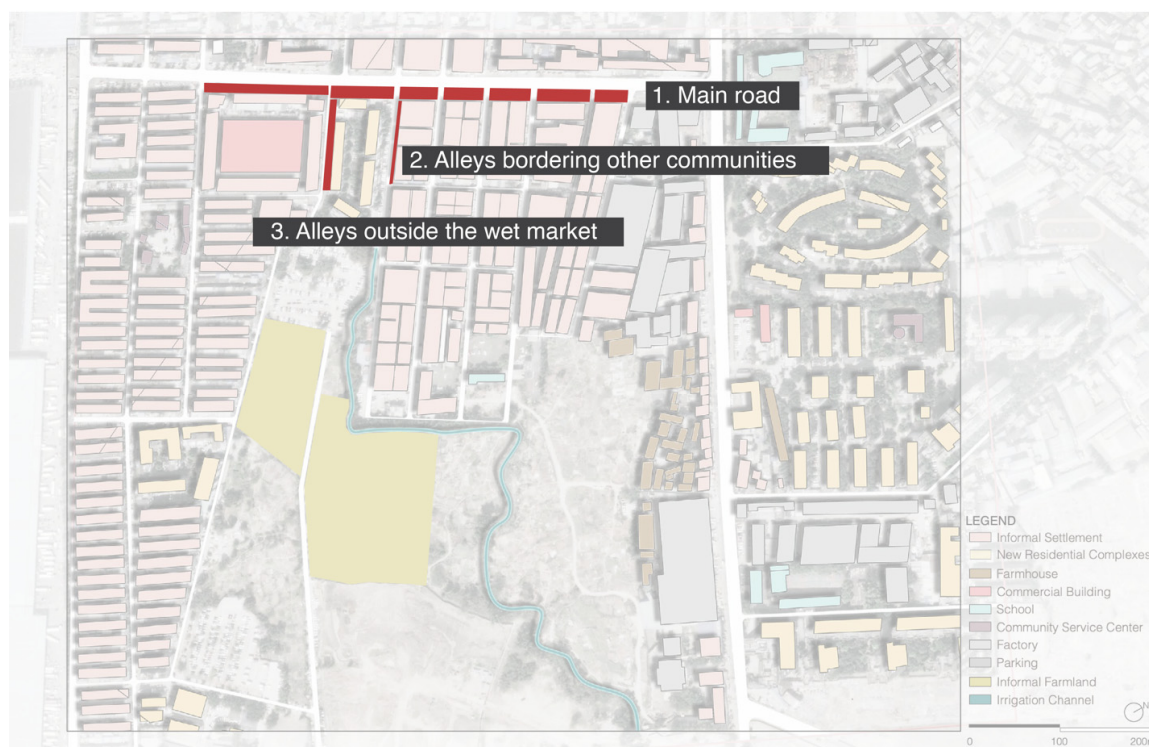 1. Main road
2. Alleys bordering other communities
3. Alleys outside the wet market
LEGEND
Informal Settlement
New Residential Complexes
Farmhouse
Commercial Building
School
Community Service Center
Factory
Parking
Informal Farmland
Irrigation Channel
N
0 100 200m